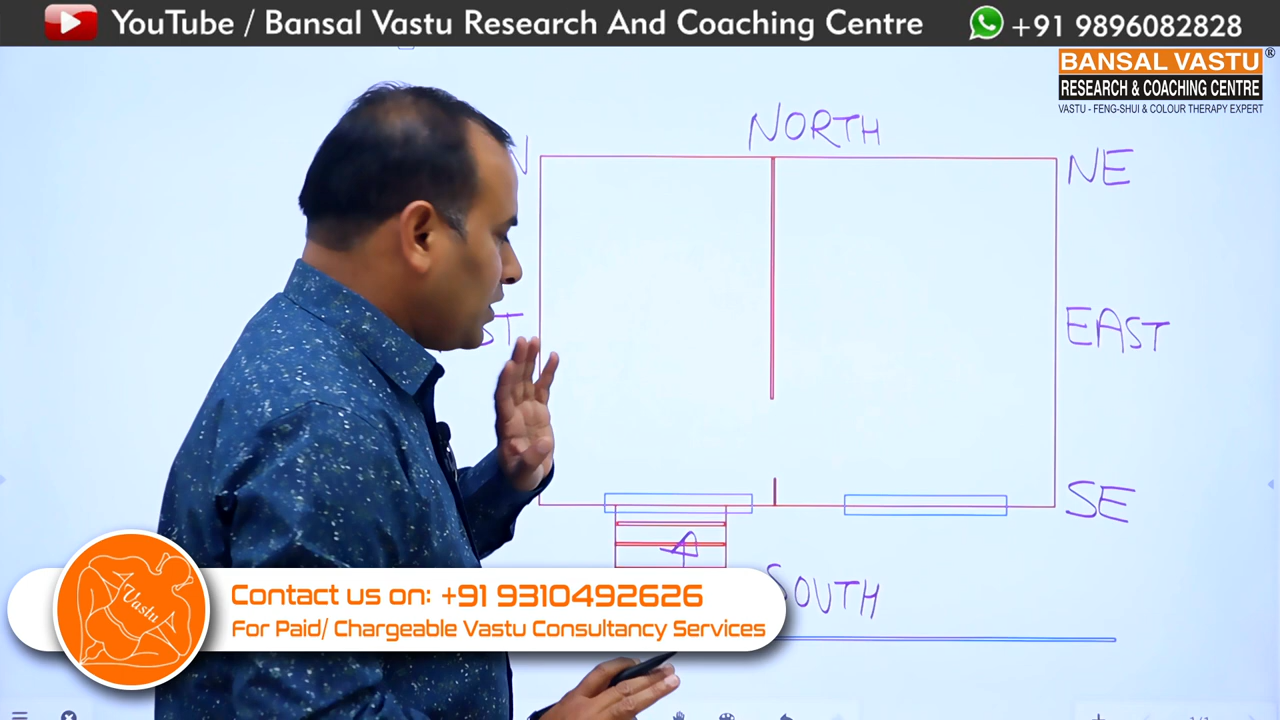 YouTube / Bansal Vastu Research And Coaching Centre
+91 9896082828
BANSAL VASTU®
RESEARCH & COACHING CENTRE
VASTU - FENG-SHUI & COLOUR THERAPY EXPERT
NORTH
NE
EAST
SE
SOUTH
Vastu
Contact us on: +91 9310492626
For Paid/ Chargeable Vastu Consultancy Services